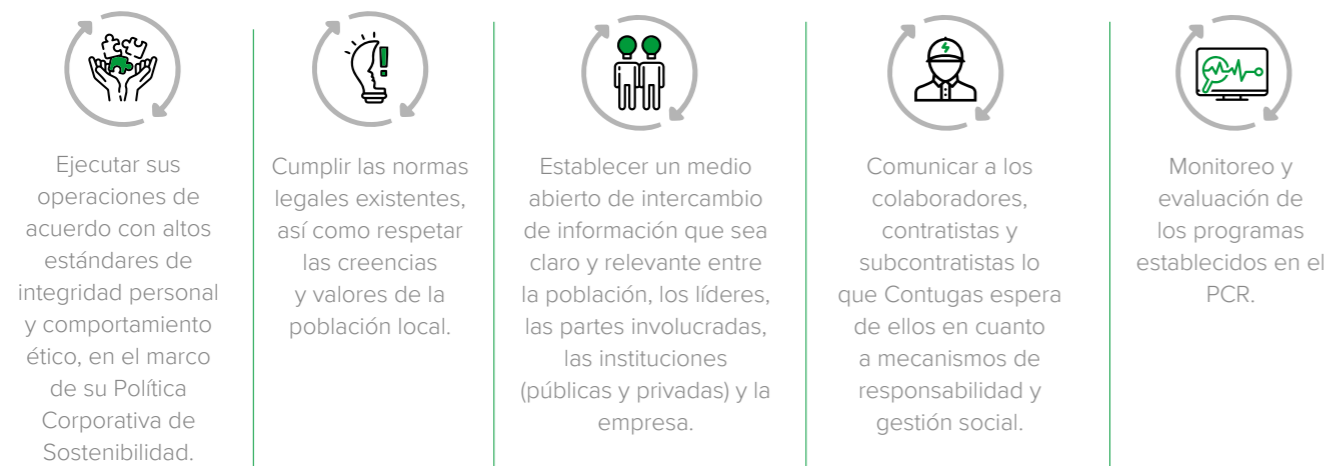 Ejecutar sus
operaciones de
acuerdo con altos
estándares de
integridad personal
y comportamiento
ético, en el marco
de su Política
Corporativa de
Sostenibilidad.
Cumplir las normas
legales existentes,
así como respetar
las creencias
y valores de la
población local.
Establecer un medio
abierto de intercambio
de información que sea
claro y relevante entre
la población, los líderes,
las partes involucradas,
las instituciones
(públicas y privadas) y la
empresa.
Comunicar a los
colaboradores,
contratistas y
subcontratistas lo
que Contugas espera
de ellos en cuanto
a mecanismos de
responsabilidad y
gestión social.
Monitoreo y
evaluación de
los programas
establecidos en el
PCR.